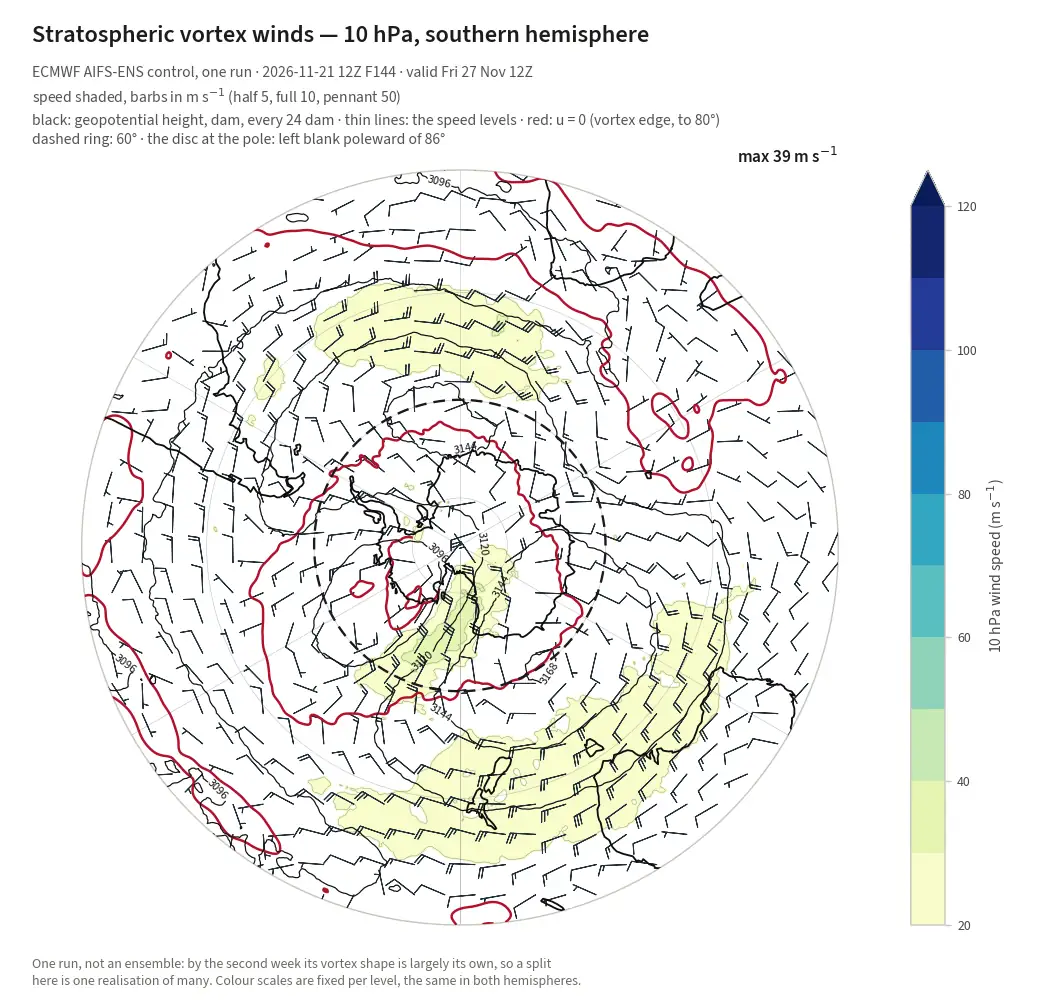 Stratospheric vortex winds — 10 hPa, southern hemisphere
ECMWF AIFS-ENS control, one run · 2026-11-21 12Z F144 · valid Fri 27 Nov 12Z
speed shaded, barbs in m s⁻¹ (half 5, full 10, pennant 50)
black: geopotential height, dam, every 24 dam · thin lines: the speed levels · red: u = 0 (vortex edge, to 80°)
dashed ring: 60° · the disc at the pole: left blank poleward of 86°
max 39 m s⁻¹
3096
3144
3120
3096
3144
3120
3168
3144
3096
3096
120
100
80
60
40
20
10 hPa wind speed (m s⁻¹)
One run, not an ensemble: by the second week its vortex shape is largely its own, so a split
here is one realisation of many. Colour scales are fixed per level, the same in both hemispheres.